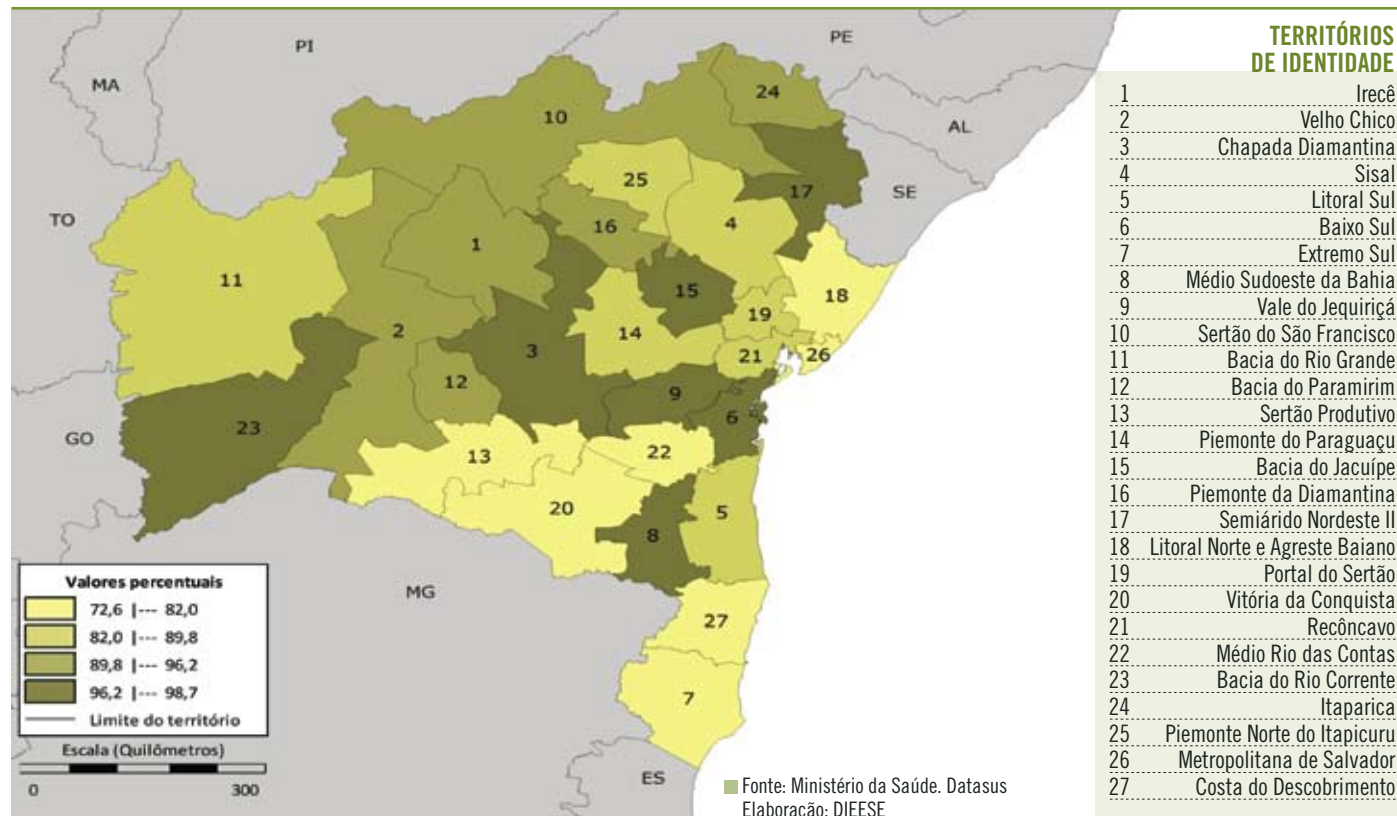 PI
PE
MA
AL
TO
SE
GO
MG
ES
10
24
25
17
16
4
1
11
15
18
19
2
14
3
21
26
12
9
6
23
13
22
20
5
8
27
7
Valores percentuais
72,6 |--- 82,0
82,0 |--- 89,8
89,8 |--- 96,2
96,2 |--- 98,7
Limite do território
Escala (Quilômetros)
0 300
Fonte: Ministério da Saúde. Datasus
Elaboração: DIEESE
TERRITÓRIOS
DE IDENTIDADE
1 Irecê
2 Velho Chico
3 Chapada Diamantina
4 Sisal
5 Litoral Sul
6 Baixo Sul
7 Extremo Sul
8 Médio Sudoeste da Bahia
9 Vale do Jequiriçá
10 Sertão do São Francisco
11 Bacia do Rio Grande
12 Bacia do Paramirim
13 Sertão Produtivo
14 Piemonte do Paraguaçu
15 Bacia do Jacuípe
16 Piemonte da Diamantina
17 Semiárido Nordeste II
18 Litoral Norte e Agreste Baiano
19 Portal do Sertão
20 Vitória da Conquista
21 Recôncavo
22 Médio Rio das Contas
23 Bacia do Rio Corrente
24 Itaparica
25 Piemonte Norte do Itapicuru
26 Metropolitana de Salvador
27 Costa do Descobrimento